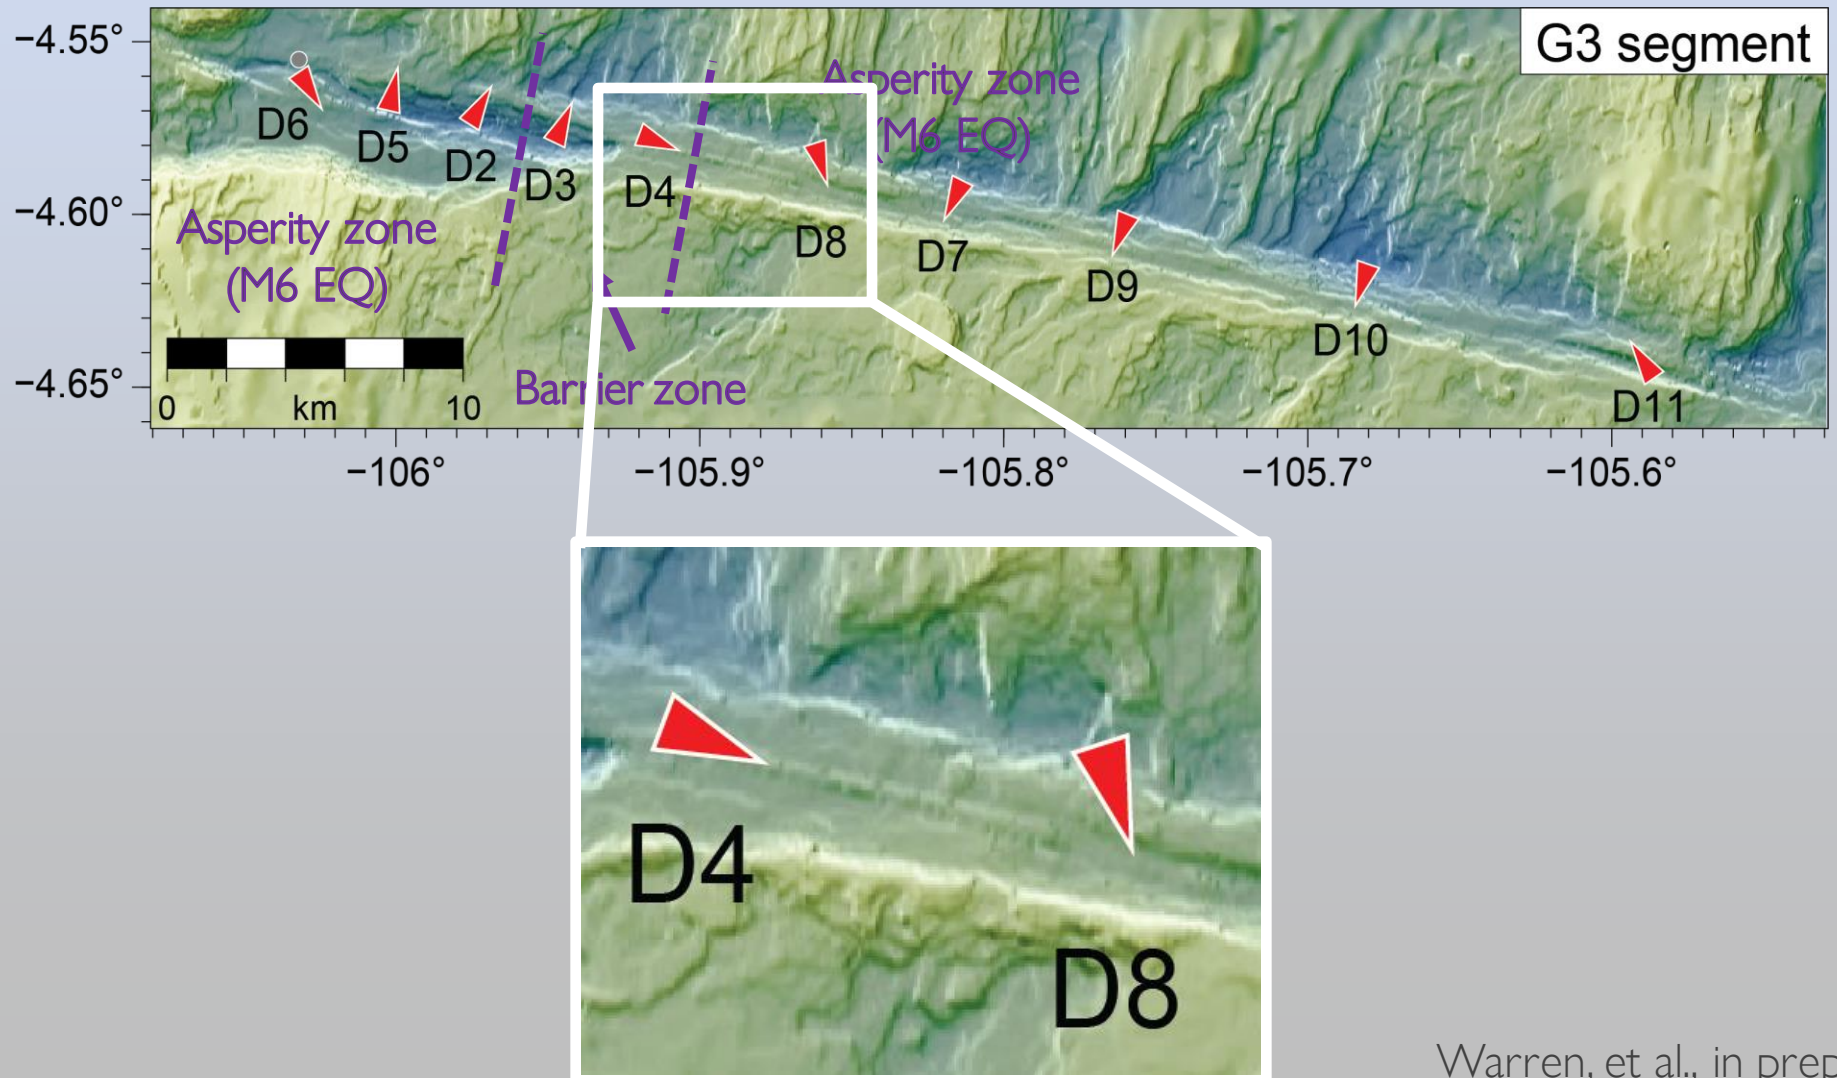 G3 segment
−4.55°
−4.60°
−4.65°
Asperity zone
(M6 EQ)
D6
D5
D2
D3
D4
D8
D7
D9
D10
D11
Asperity zone
(M6 EQ)
Barrier zone
0 km 10
−106° −105.9° −105.8° −105.7° −105.6°
D4
D8
Warren, et al., in prep